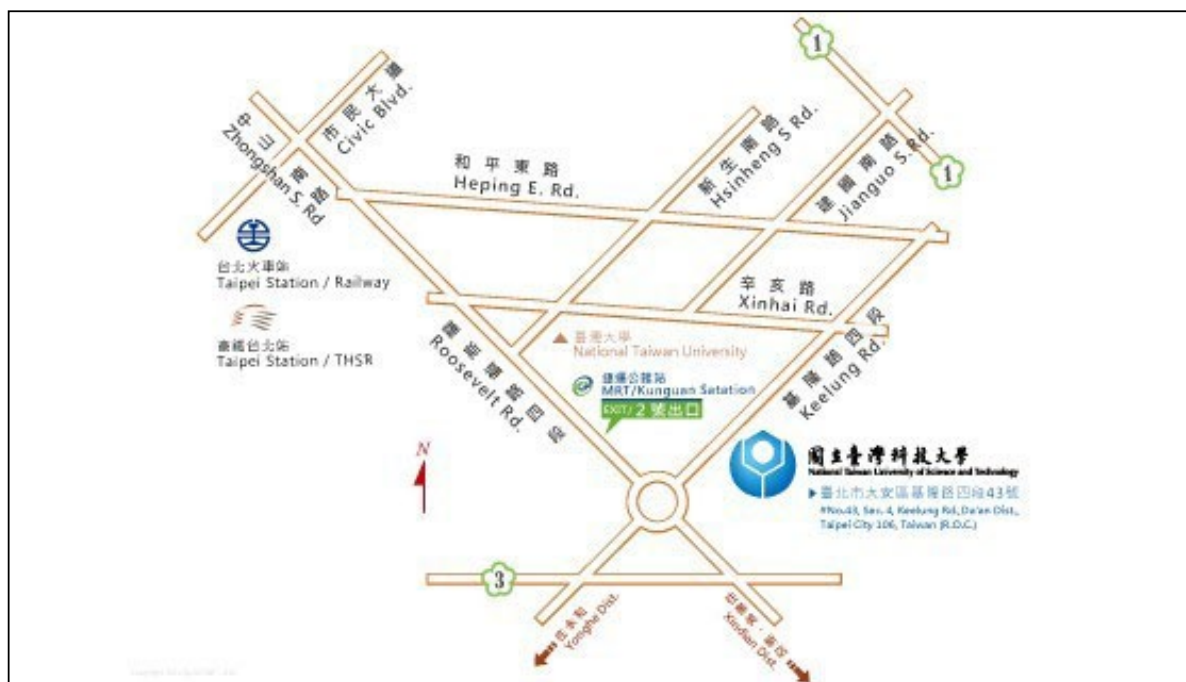 1
1
市民大道
Civic Blvd.
中山南路
Zhongshan S. Rd
和平東路
Heping E. Rd.
新生南路
Hsinheng S Rd.
建國南路
Jianguo S. Rd.
台北火車站
Taipei Station / Railway
高鐵台北站
Taipei Station / THSR
辛亥路
Xinhai Rd.
臺灣大學
National Taiwan University
捷運公館站
MRT/Kunguan Satation
EXIT/ 2 號出口
羅斯福路四段
Roosevelt Rd.
基隆路四段
Keelung Rd.
N
國立臺灣科技大學
National Taiwan University of Science and Technology
臺北市大安區基隆路四段43號
#No.43, Sec. 4, Keelung Rd., Da'an Dist.,
Taipei City 106, Taiwan (R.O.C.)
3
往永和
Yonghe Dist.
Xindian Dist.